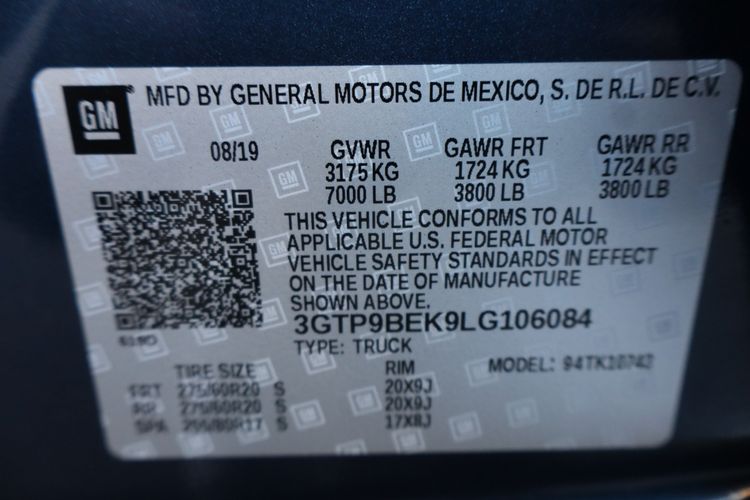 GM MFD BY GENERAL MOTORS DE MEXICO, S. DE R.L. DE C.V.
08/19 GVWR GAWR FRT GAWR RR
3175 KG 1724 KG 1724 KG
7000 LB 3800 LB 3800 LB
THIS VEHICLE CONFORMS TO ALL
APPLICABLE U.S. FEDERAL MOTOR
VEHICLE SAFETY STANDARDS IN EFFECT
ON THE DATE OF MANUFACTURE
SHOWN ABOVE.
3GTP9BEK9LG106084
TYPE: TRUCK
TIRE SIZE RIM MODEL:
FRT 275/60R20 S 20X9J
RR 275/60R20 S 20X9J
SPA S 17X8J